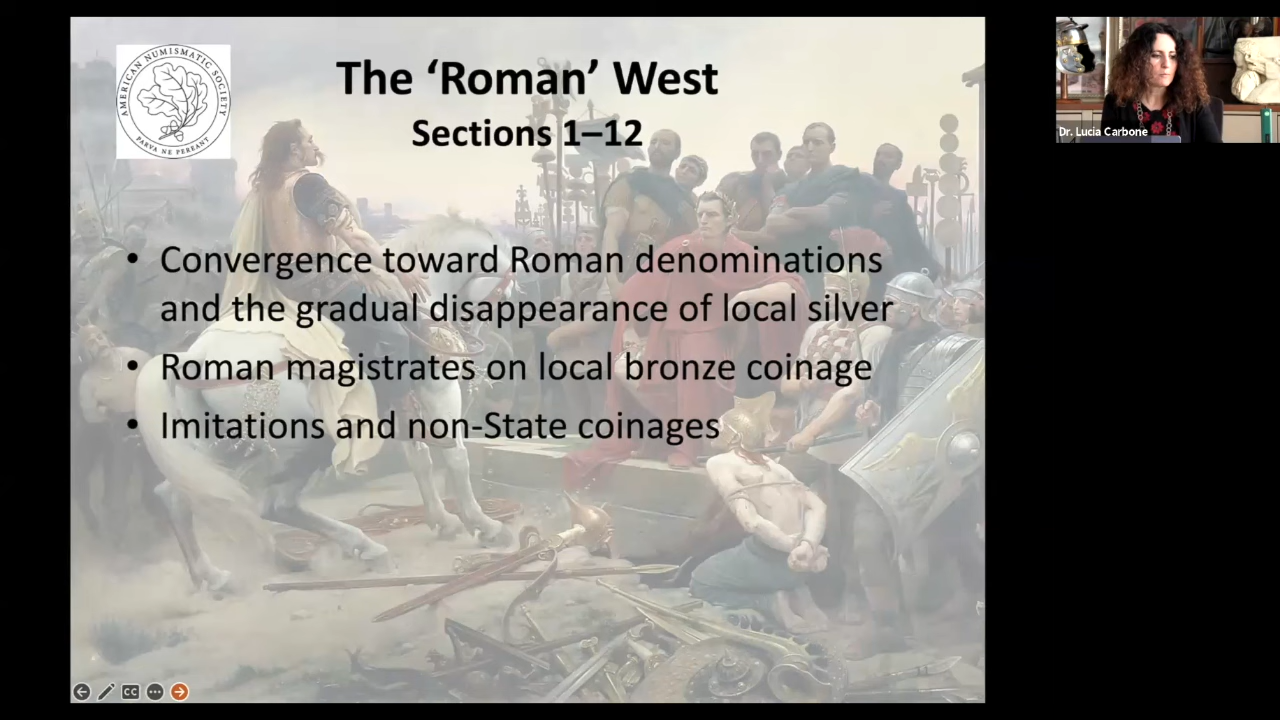 AMERICAN NUMISMATIC SOCIETY
PARVA NE PEREANT
The ‘Roman’ West
Sections 1–12
• Convergence toward Roman denominations
and the gradual disappearance of local silver
• Roman magistrates on local bronze coinage
• Imitations and non-State coinages
CC
Dr. Lucia Carbone